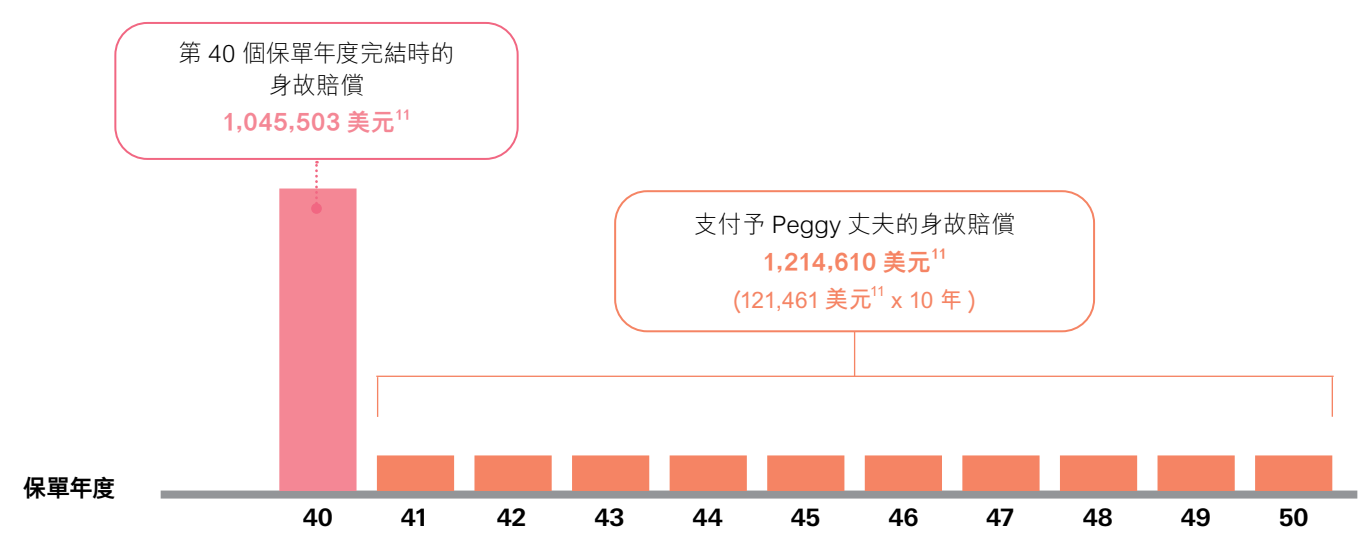 第 40 個保單年度完結時的
身故賠償
1,045,503 美元11
支付予 Peggy 丈夫的身故賠償
1,214,610 美元11
(121,461 美元11 x 10 年 )
保單年度
40 41 42 43 44 45 46 47 48 49 50